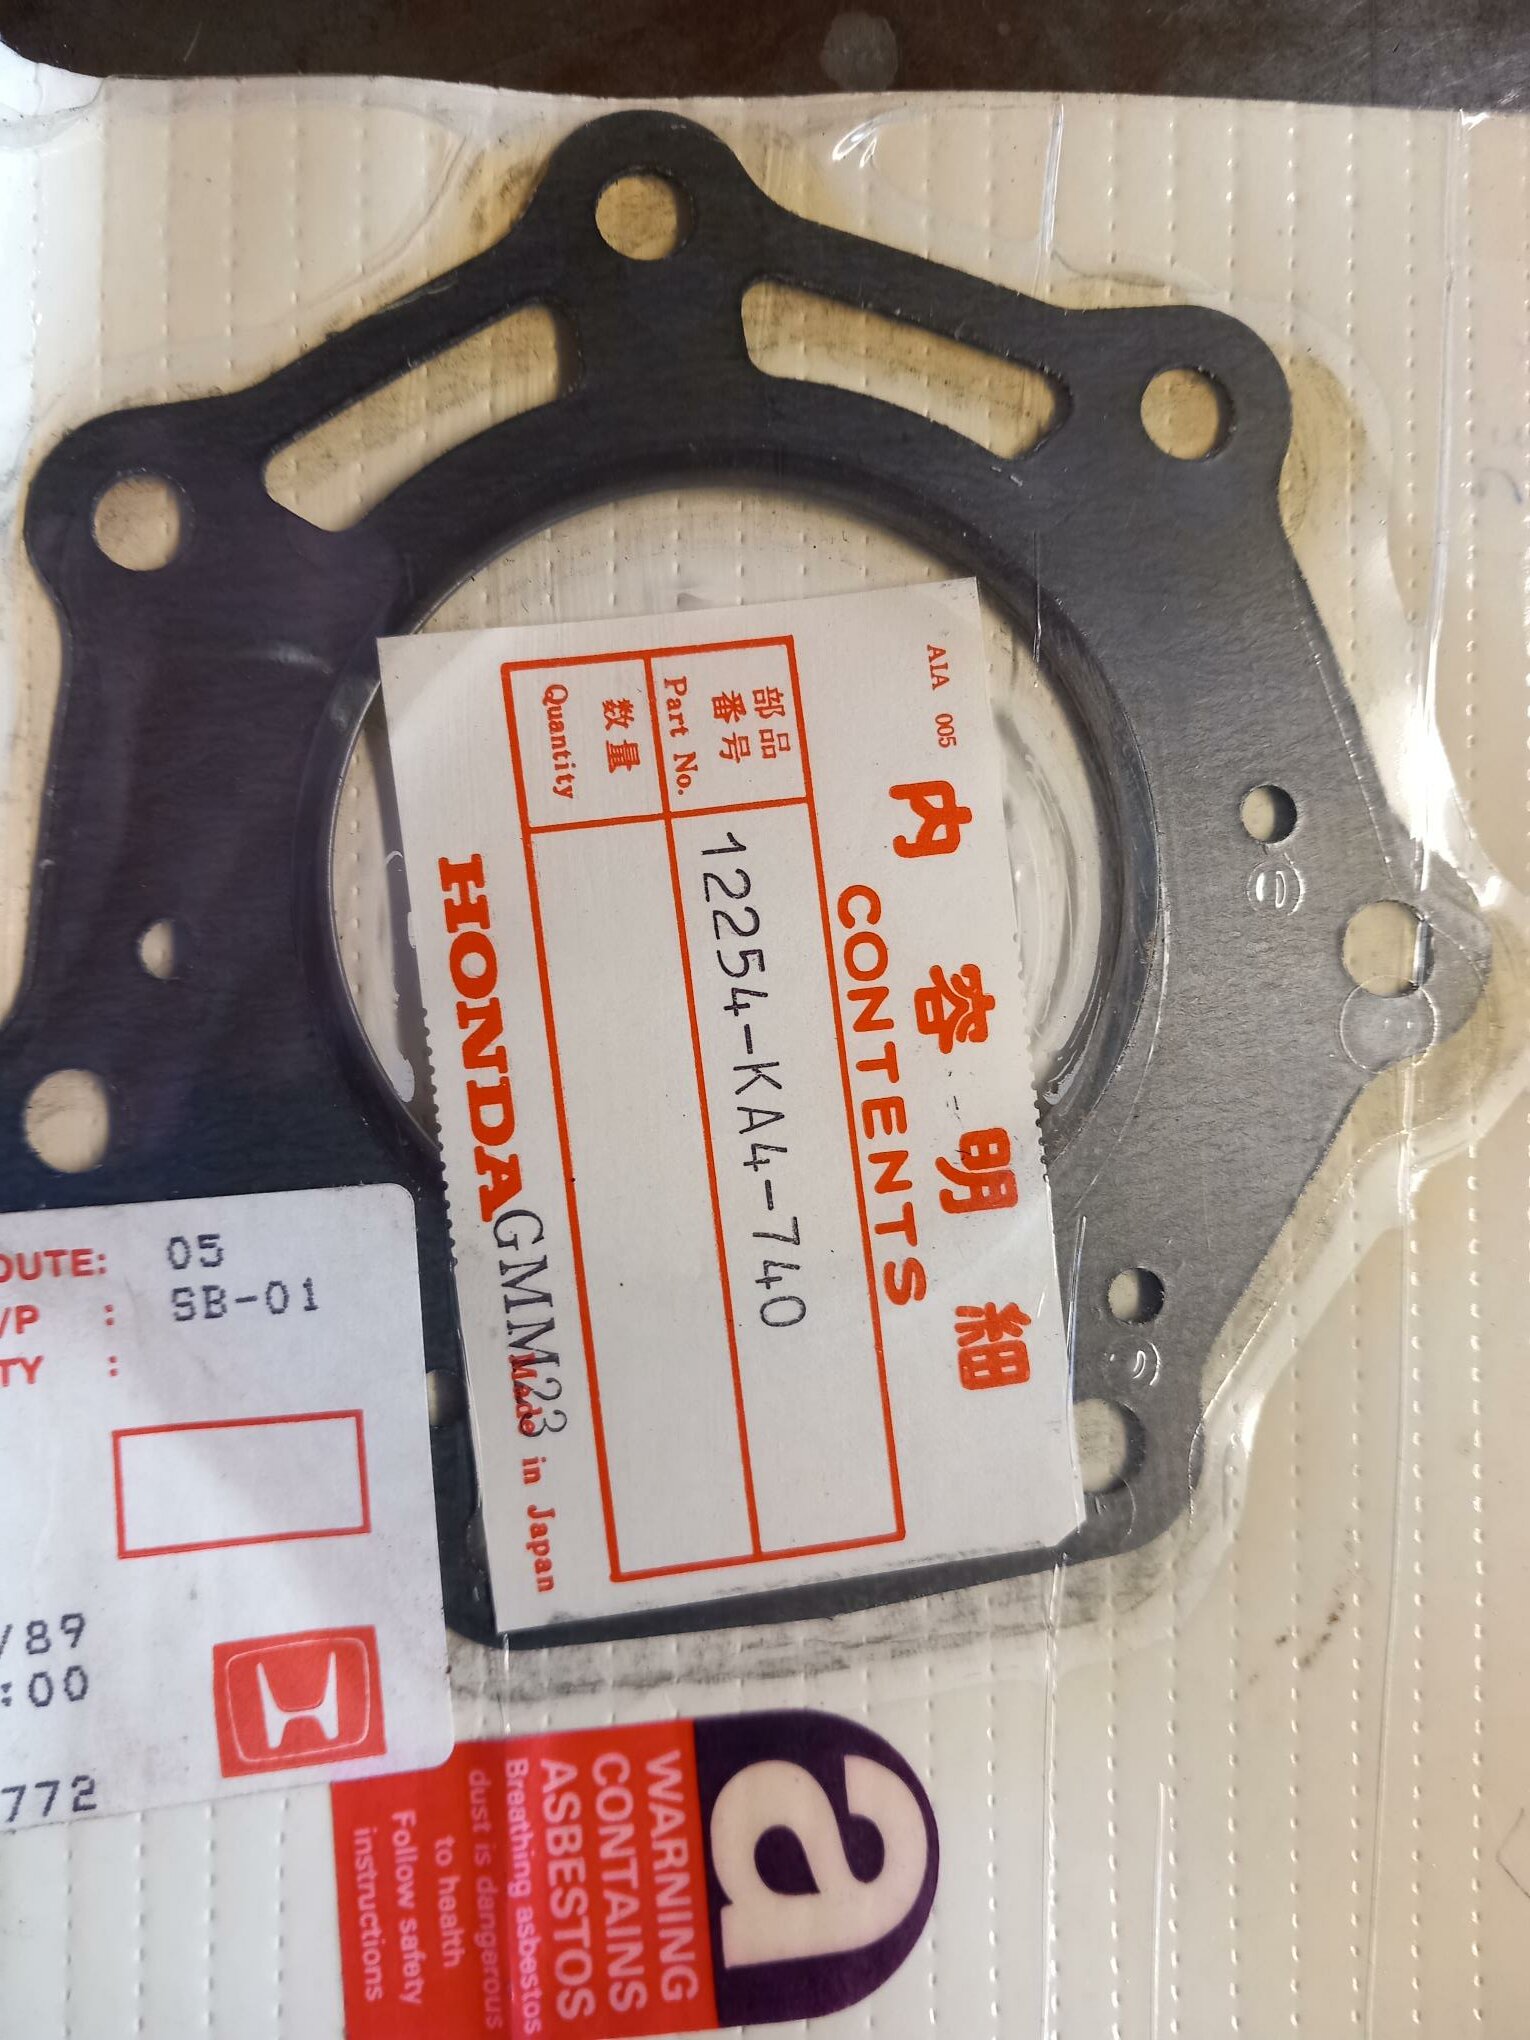 AIA 005
内容明細
CONTENTS
部品
番号
Part No.
12254-KA4-740
数量
Quantity
HONDA
GMM23
Made in Japan
OUTE: 05
/P : SB-01
TY :
/89
:00
772
a
WARNING
CONTAINS
ASBESTOS
Breathing asbestos
dust is dangerous
to health
Follow safety
instructions